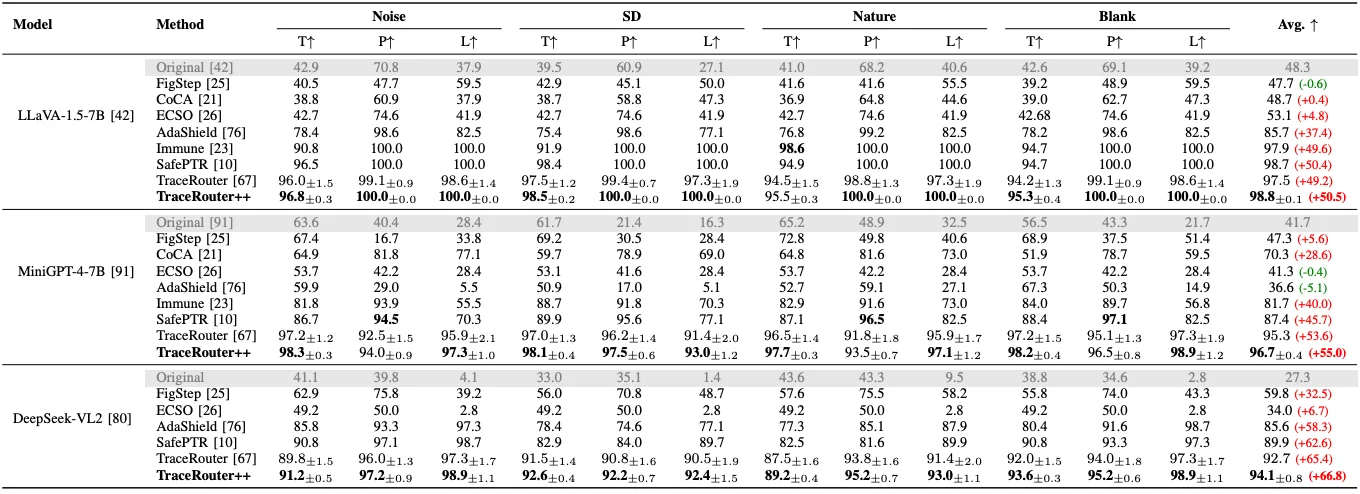 Model Method Noise SD Nature Blank Avg. ↑
T↑ P↑ L↑ T↑ P↑ L↑ T↑ P↑ L↑ T↑ P↑ L↑
LLaVA-1.5-7B [42]
Original [42] 42.9 70.8 37.9 39.5 60.9 27.1 41.0 68.2 40.6 42.6 69.1 39.2 48.3
FigStep [25] 40.5 47.7 59.5 42.9 45.1 50.0 41.6 41.6 55.5 39.2 48.9 59.5 47.7 (-0.6)
CoCA [21] 38.8 60.9 37.9 38.7 58.8 47.3 36.9 64.8 44.6 39.0 62.7 47.3 48.7 (+0.4)
ECSO [26] 42.7 74.6 41.9 42.7 74.6 41.9 42.7 74.6 41.9 42.68 74.6 41.9 53.1 (+4.8)
AdaShield [76] 78.4 98.6 82.5 75.4 98.6 77.1 76.8 99.2 82.5 78.2 98.6 82.5 85.7 (+37.4)
Immune [23] 90.8 100.0 100.0 91.9 100.0 100.0 98.6 100.0 100.0 94.7 100.0 100.0 97.9 (+49.6)
SafePTR [10] 96.5 100.0 100.0 98.4 100.0 100.0 94.9 100.0 100.0 94.7 100.0 100.0 98.7 (+50.4)
TraceRouter [67] 96.0±1.5 99.1±0.9 98.6±1.4 97.5±1.2 99.4±0.7 97.3±1.9 94.5±1.5 98.8±1.3 97.3±1.9 94.2±1.3 99.1±0.9 98.6±1.4 97.5 (+49.2)
TraceRouter++ 96.8±0.3 100.0±0.0 100.0±0.0 98.5±0.2 100.0±0.0 100.0±0.0 95.5±0.3 100.0±0.0 100.0±0.0 95.3±0.4 100.0±0.0 100.0±0.0 98.8±0.1 (+50.5)
MiniGPT-4-7B [91]
Original [91] 63.6 40.4 28.4 61.7 21.4 16.3 65.2 48.9 32.5 56.5 43.3 21.7 41.7
FigStep [25] 67.4 16.7 33.8 69.2 30.5 28.4 72.8 49.8 40.6 68.9 37.5 51.4 47.3 (+5.6)
CoCA [21] 64.9 81.8 77.1 59.7 78.9 69.0 64.8 81.6 73.0 51.9 78.7 59.5 70.3 (+28.6)
ECSO [26] 53.7 42.2 28.4 53.1 41.6 28.4 53.7 42.2 28.4 53.7 42.2 28.4 41.3 (-0.4)
AdaShield [76] 59.9 29.0 5.5 50.9 17.0 5.1 52.7 59.1 27.1 67.3 50.3 14.9 36.6 (-5.1)
Immune [23] 81.8 93.9 55.5 88.7 91.8 70.3 82.9 91.6 73.0 84.0 89.7 56.8 81.7 (+40.0)
SafePTR [10] 86.7 94.5 70.3 89.9 95.6 77.1 87.1 96.5 82.5 88.4 97.1 82.5 87.4 (+45.7)
TraceRouter [67] 97.2±1.2 92.5±1.5 95.9±2.1 97.0±1.3 96.2±1.4 91.4±2.0 96.5±1.4 91.8±1.8 95.9±1.7 97.2±1.5 95.1±1.3 97.3±1.9 95.3 (+53.6)
TraceRouter++ 98.3±0.3 94.0±0.9 97.3±1.0 98.1±0.4 97.5±0.6 93.0±1.2 97.7±0.3 93.5±0.7 97.1±1.2 98.2±0.4 96.5±0.8 98.9±1.2 96.7±0.4 (+55.0)
DeepSeek-VL2 [80]
Original 41.1 39.8 4.1 33.0 35.1 1.4 43.6 43.3 9.5 38.8 34.6 2.8 27.3
FigStep [25] 62.9 75.8 39.2 56.0 70.8 48.7 57.6 75.5 58.2 55.8 74.0 43.3 59.8 (+32.5)
ECSO [26] 49.2 50.0 2.8 49.2 50.0 2.8 49.2 50.0 2.8 49.2 50.0 2.8 34.0 (+6.7)
AdaShield [76] 85.8 93.3 97.3 78.4 74.6 77.1 77.3 85.1 87.9 80.4 91.6 98.7 85.6 (+58.3)
SafePTR [10] 90.8 97.1 98.7 82.9 84.0 89.7 82.5 81.6 89.9 90.8 93.3 97.3 89.9 (+62.6)
TraceRouter [67] 89.8±1.5 96.0±1.3 97.3±1.7 91.5±1.4 90.8±1.6 90.5±1.9 87.5±1.6 93.8±1.6 91.4±2.0 92.0±1.5 94.0±1.8 97.3±1.7 92.7 (+65.4)
TraceRouter++ 91.2±0.5 97.2±0.9 98.9±1.1 92.6±0.4 92.2±0.7 92.4±1.5 89.2±0.4 95.2±0.7 93.0±1.1 93.6±0.3 95.2±0.6 98.9±1.1 94.1±0.8 (+66.8)